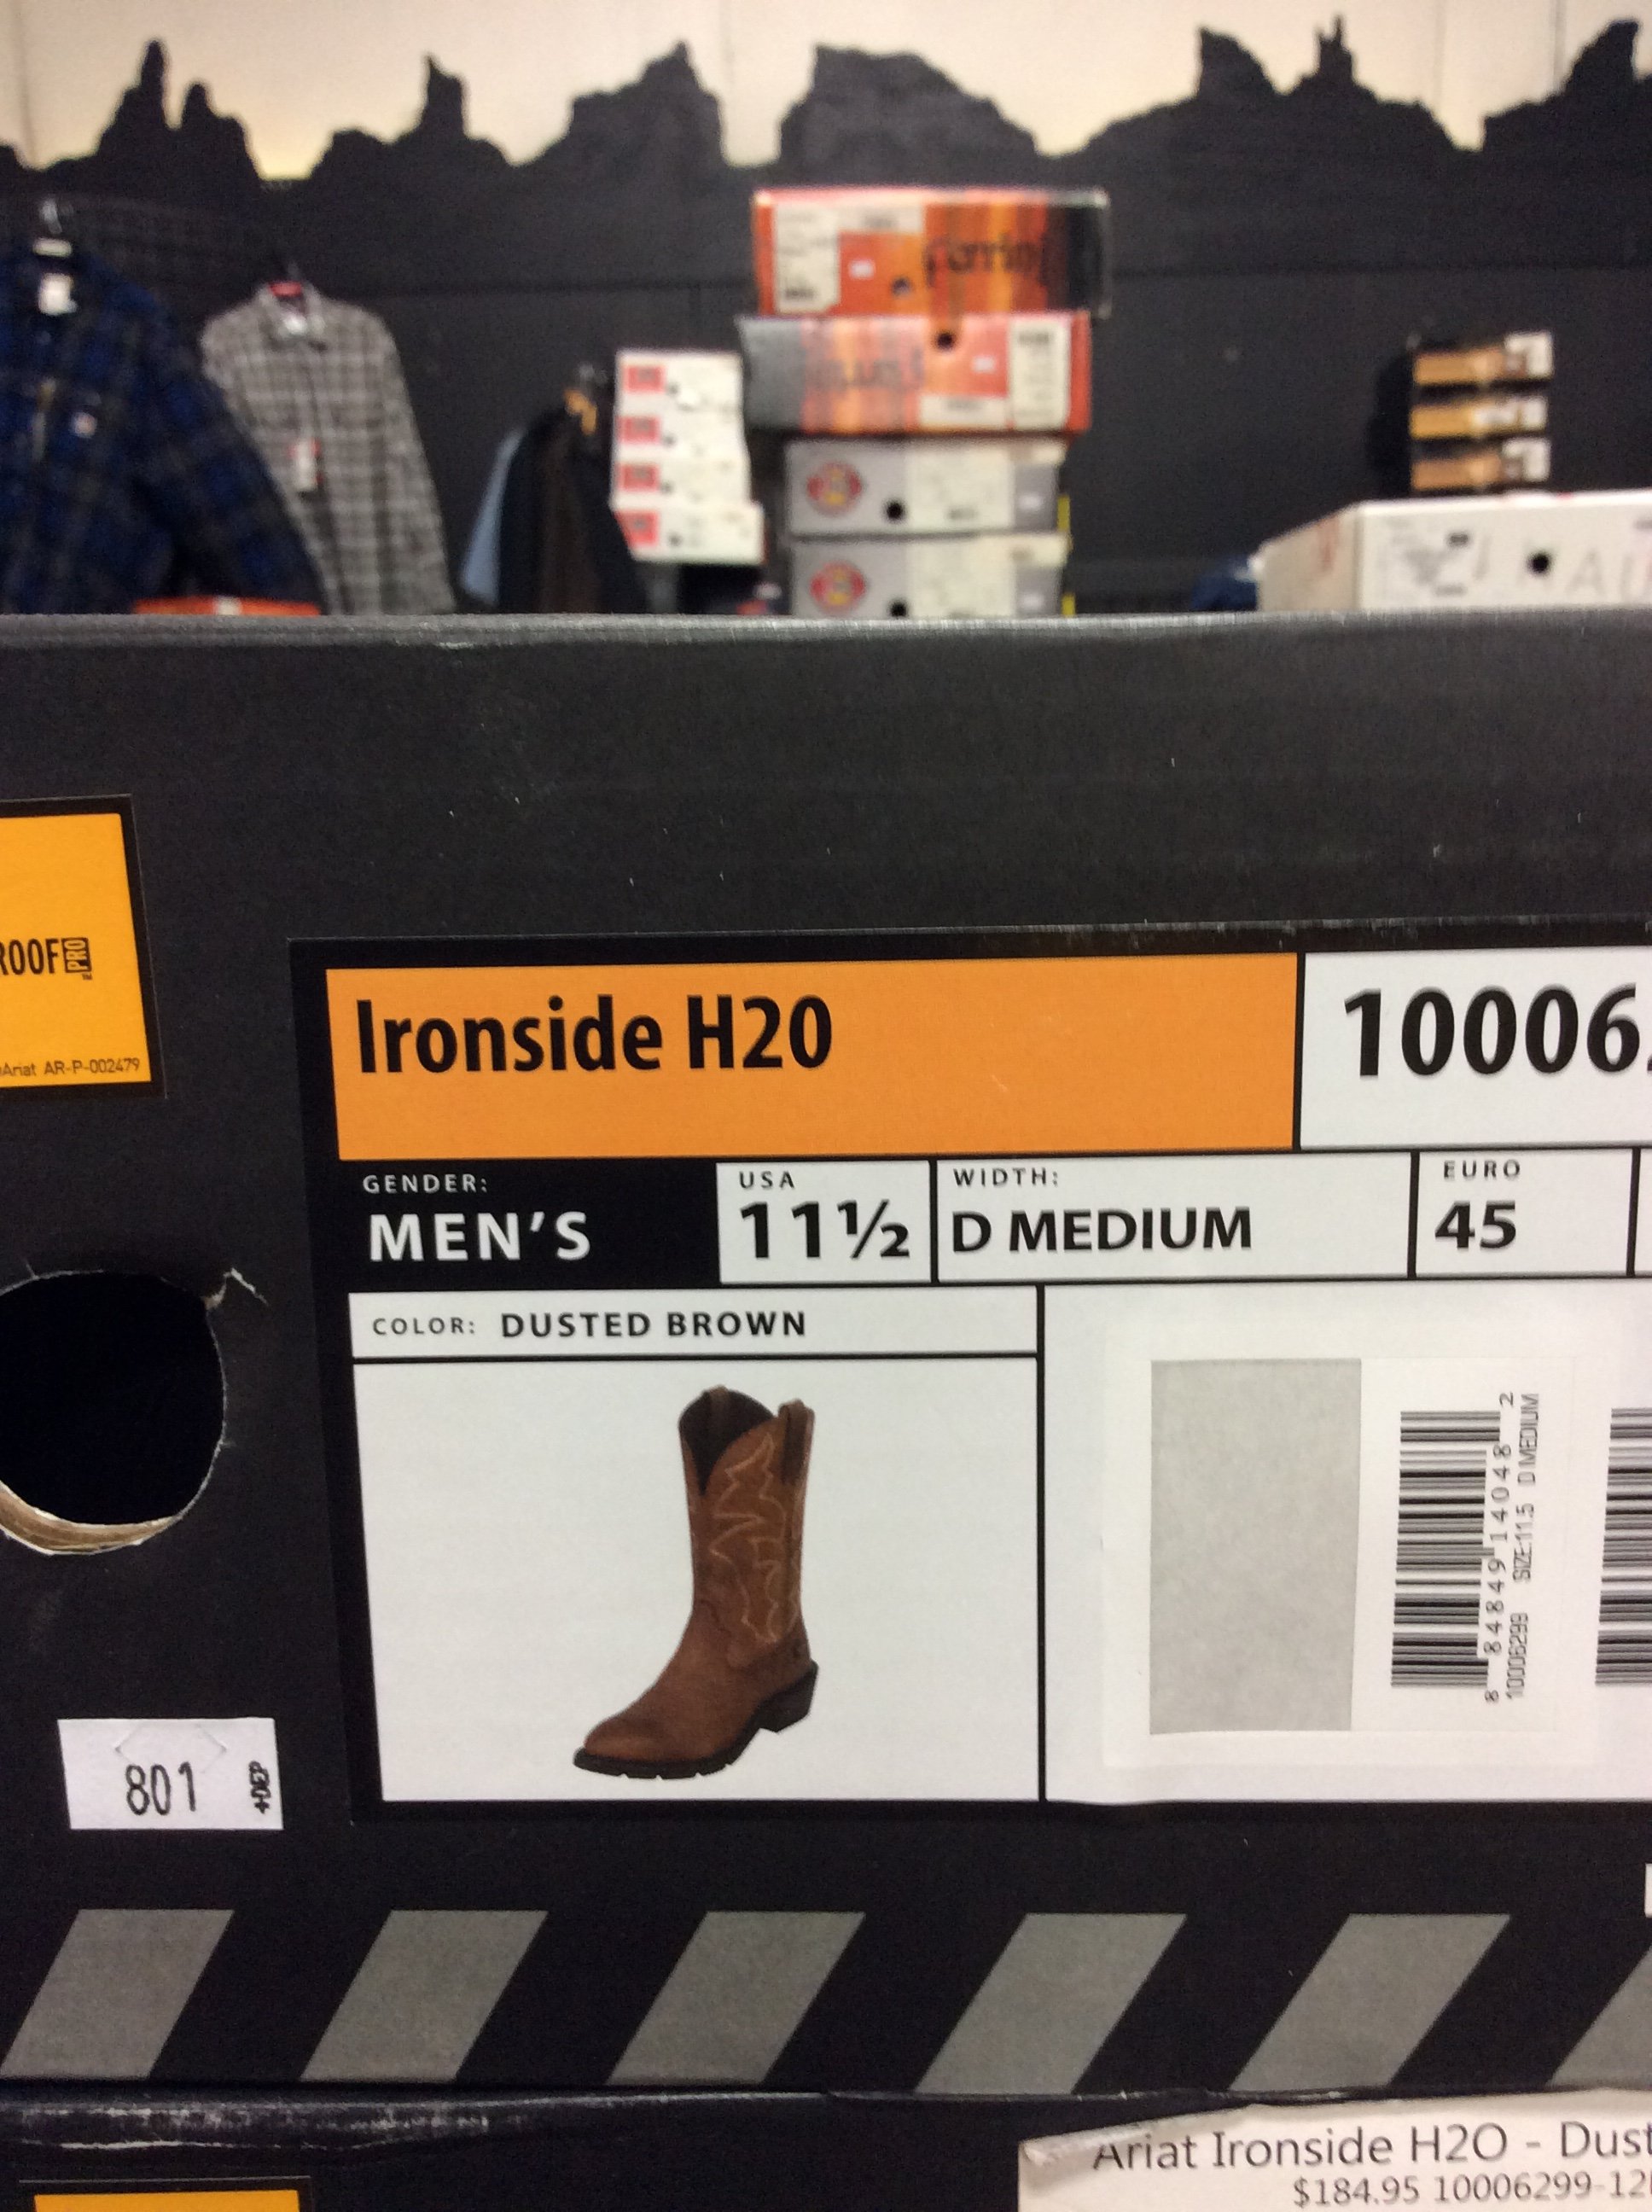 ROOF PRO
Ariat AR-P-002479
Ironside H20
10006
GENDER:
MEN'S
USA
11½
WIDTH:
D MEDIUM
EURO
45
COLOR: DUSTED BROWN
8 84849 14048 2
10006299 SIZE:11.5 D MEDIUM
801
+DEP
Ariat Ironside H2O - Dust
$184.95 10006299-12